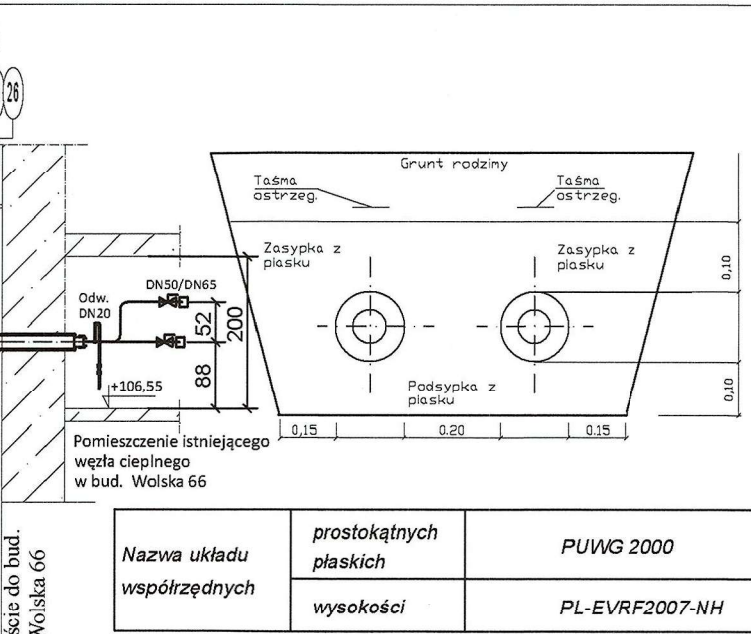 26
Grunt rodzimy
Taśma
ostrzeg.
Taśma
ostrzeg.
Zasypka z
piasku
Zasypka z
piasku
0,10
DN50/DN65
Odw.
DN20
52
200
88
+106,55
Podsypka z
piasku
0,10
0,15
0.20
0.15
Pomieszczenie istniejącego
węzła cieplnego
w bud. Wolska 66
ście do bud.
Wolska 66
Nazwa układu
współrzędnych
prostokątnych
płaskich
PUWG 2000
wysokości
PL-EVRF2007-NH